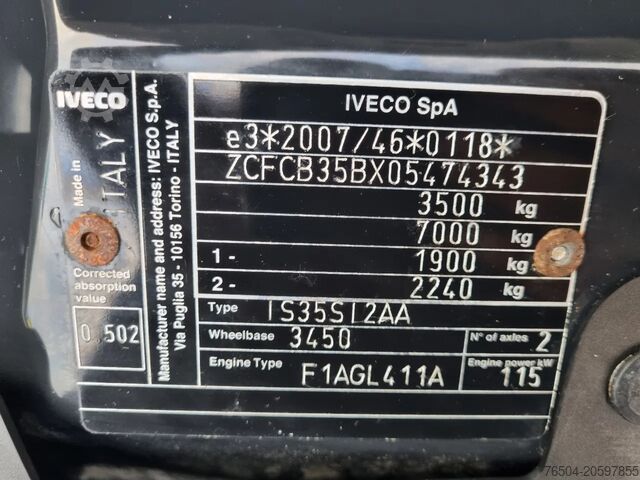 IVECO
IVECO SpA
e3*2007/46*0118*
ZCFCB35BX05474343
3500 kg
7000 kg
1- 1900 kg
2- 2240 kg
Type IS35SI2AA
Wheelbase 3450 N° of axles 2
Engine Type F1AGL411A Engine power kW 115
Made in ITALY
Corrected
absorption
value
0.502
Manufacturer name and address: IVECO S.p.A.
Via Puglia 35 - 10156 Torino - ITALY
76504-20597855